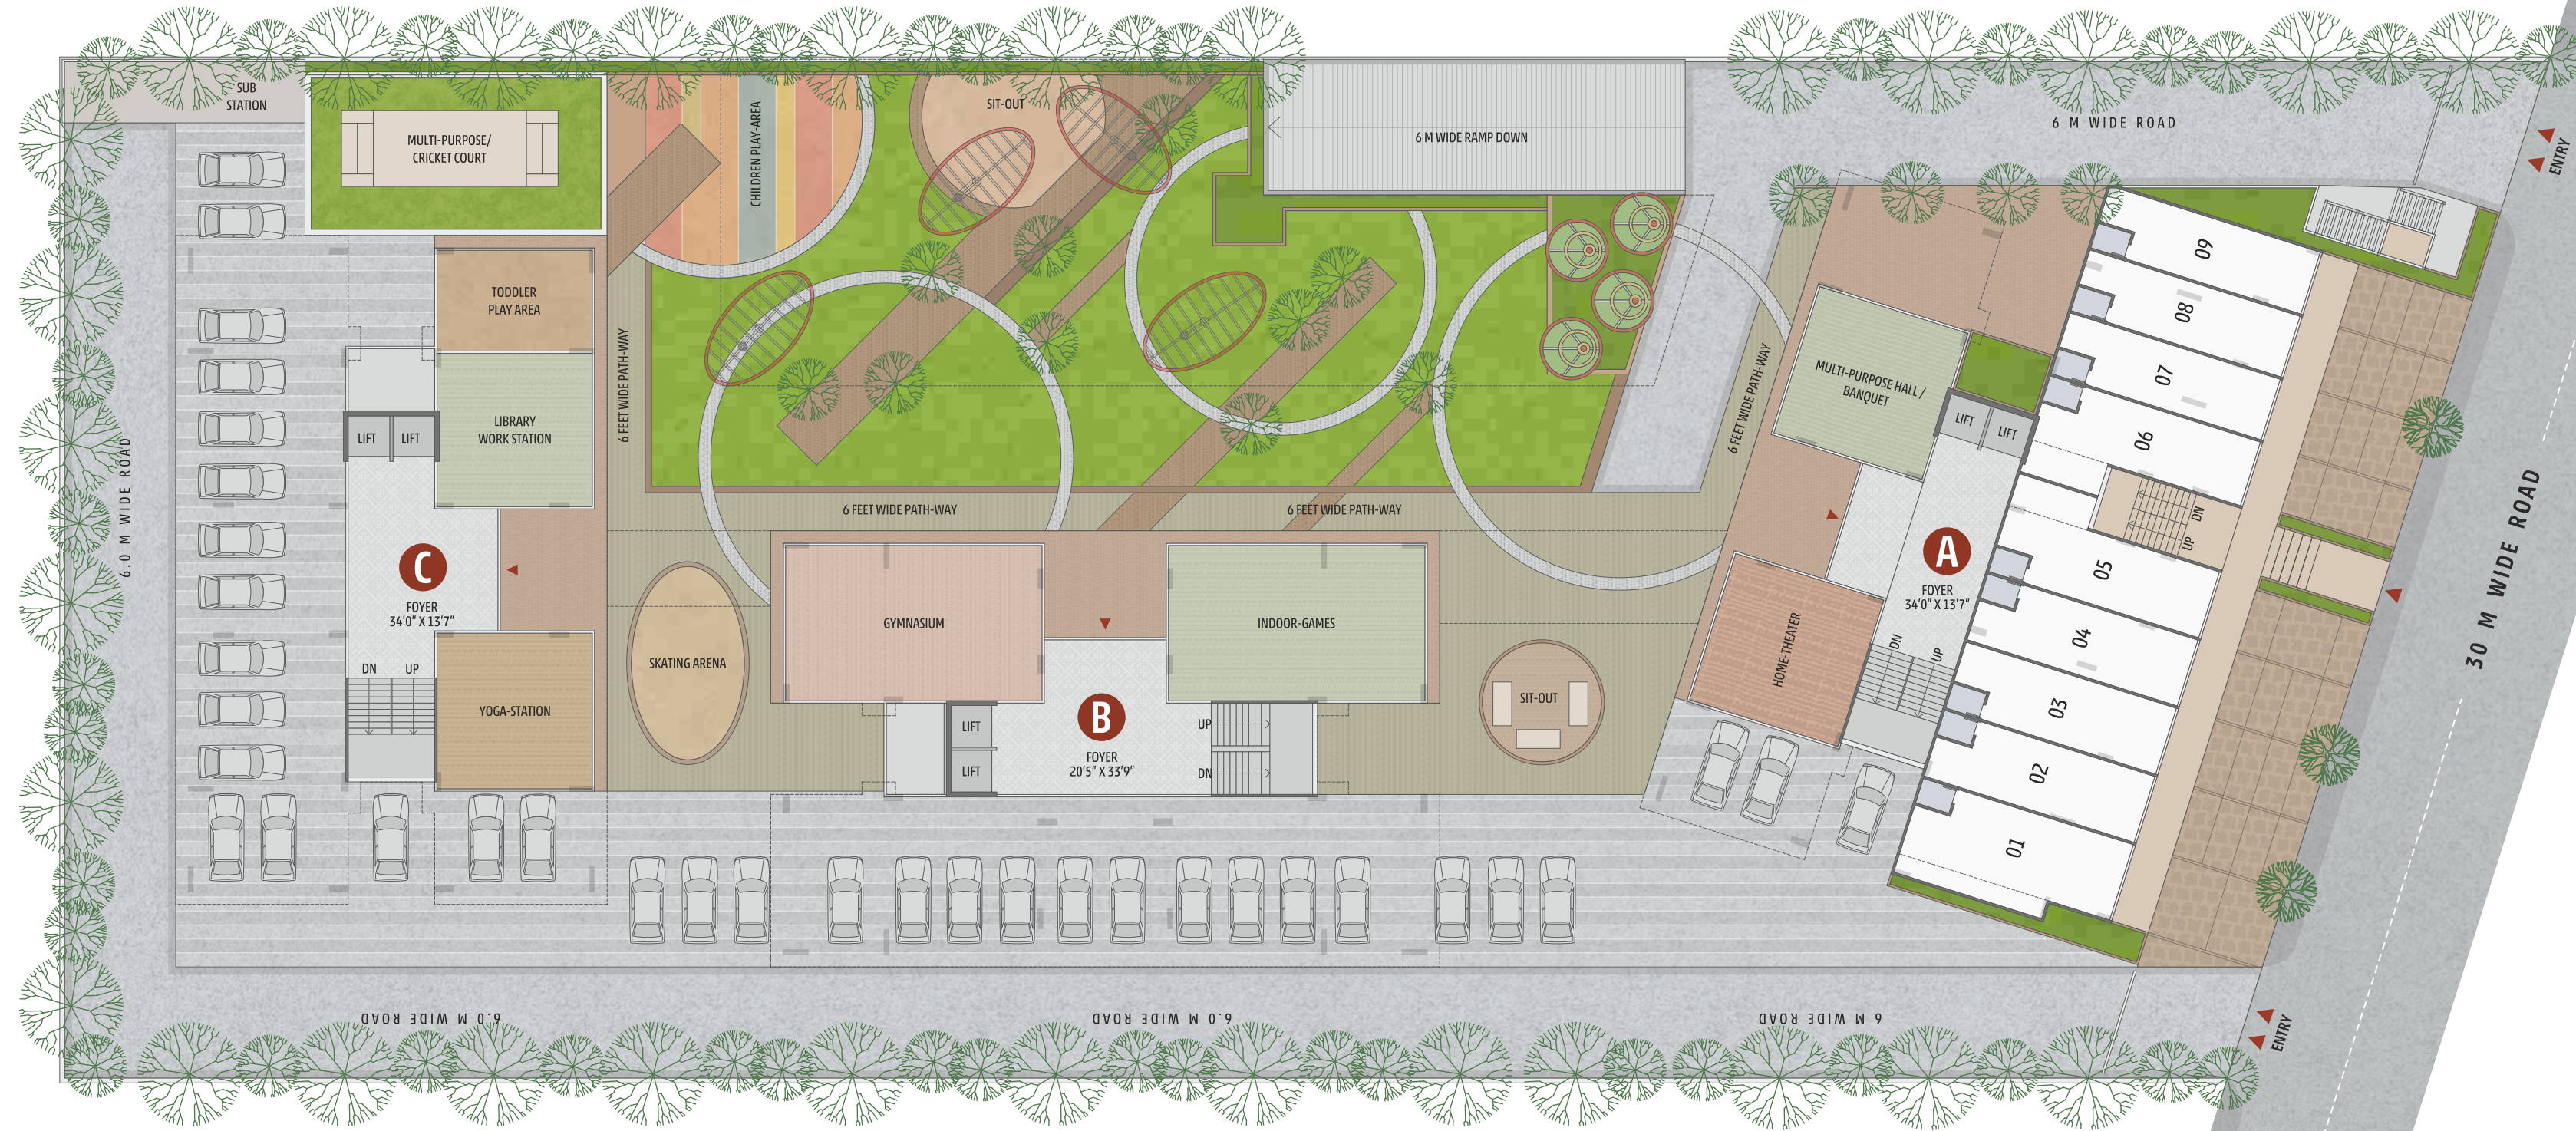 SUB
STATION
MULTI-PURPOSE/
CRICKET COURT
CHILDREN PLAY-AREA
SIT-OUT
6 M WIDE RAMP DOWN
6 M WIDE ROAD
ENTRY
TODDLER
PLAY AREA
LIBRARY
WORK STATION
LIFT
LIFT
6.0 M WIDE ROAD
6 FEET WIDE PATH-WAY
6 FEET WIDE PATH-WAY
6 FEET WIDE PATH-WAY
6 FEET WIDE PATH-WAY
MULTI-PURPOSE HALL /
BANQUET
LIFT
LIFT
09
08
07
06
05
04
03
02
01
DN
UP
30 M WIDE ROAD
C
FOYER
34'0" X 13'7"
DN
UP
YOGA-STATION
SKATING ARENA
GYMNASIUM
INDOOR-GAMES
LIFT
LIFT
B
FOYER
20'5" X 33'9"
UP
DN
SIT-OUT
HOME-THEATER
A
FOYER
34'0" X 13'7"
DN
UP
6.0 M WIDE ROAD
6.0 M WIDE ROAD
6 M WIDE ROAD
ENTRY